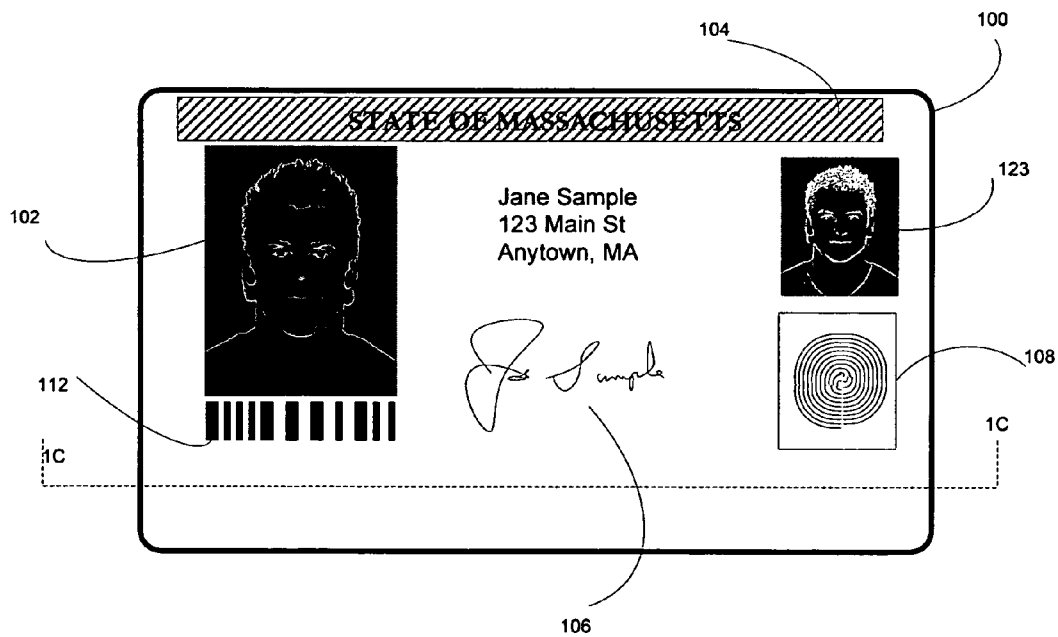 100
104
STATE OF MASSACHUSETTS
123
102
Jane Sample
123 Main St
Anytown, MA
108
Sample
112
1C
1C
106